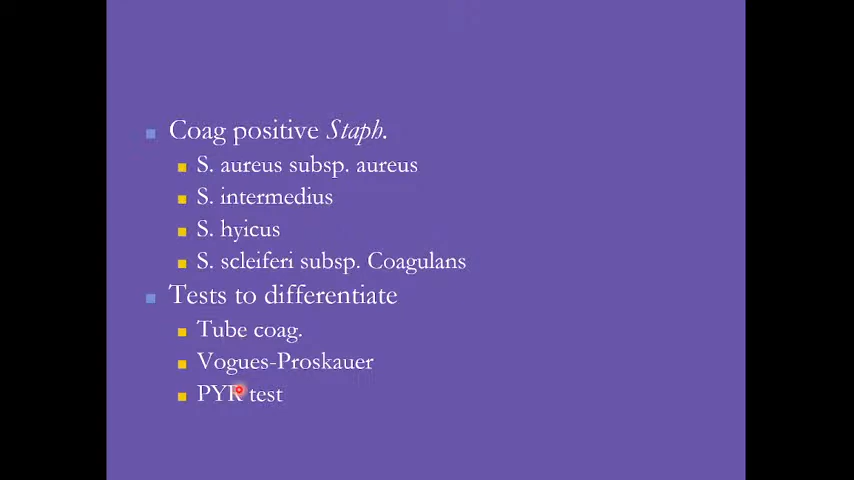 Coag positive Staph.
S. aureus subsp. aureus
S. intermedius
S. hyicus
S. scleiferi subsp. Coagulans
Tests to differentiate
Tube coag.
Vogues-Proskauer
PYR test